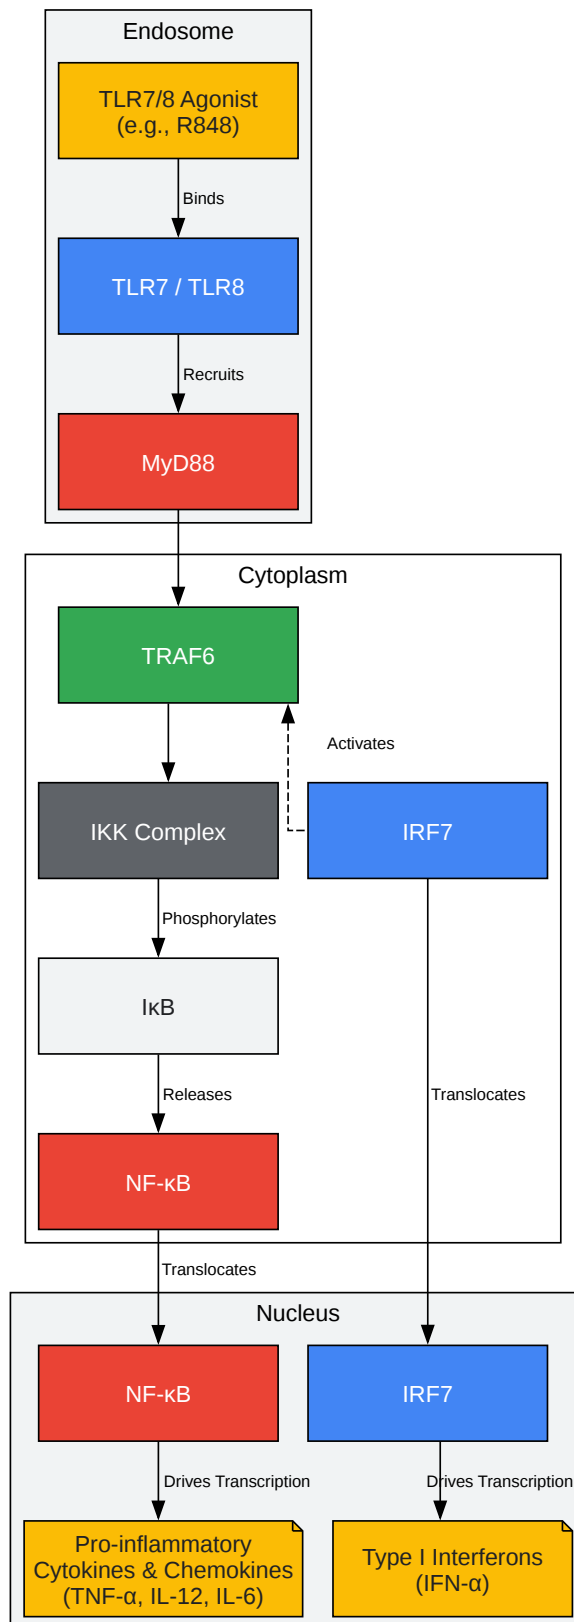 Endosome
TLR7/8 Agonist
(e.g., R848)
Binds
TLR7 / TLR8
Recruits
MyD88
Cytoplasm
TRAF6
Activates
IKK Complex
IRF7
Phosphorylates
IκB
Releases
Translocates
NF-κB
Translocates
Nucleus
NF-κB
IRF7
Drives Transcription
Drives Transcription
Pro-inflammatory
Cytokines & Chemokines
(TNF-α, IL-12, IL-6)
Type I Interferons
(IFN-α)